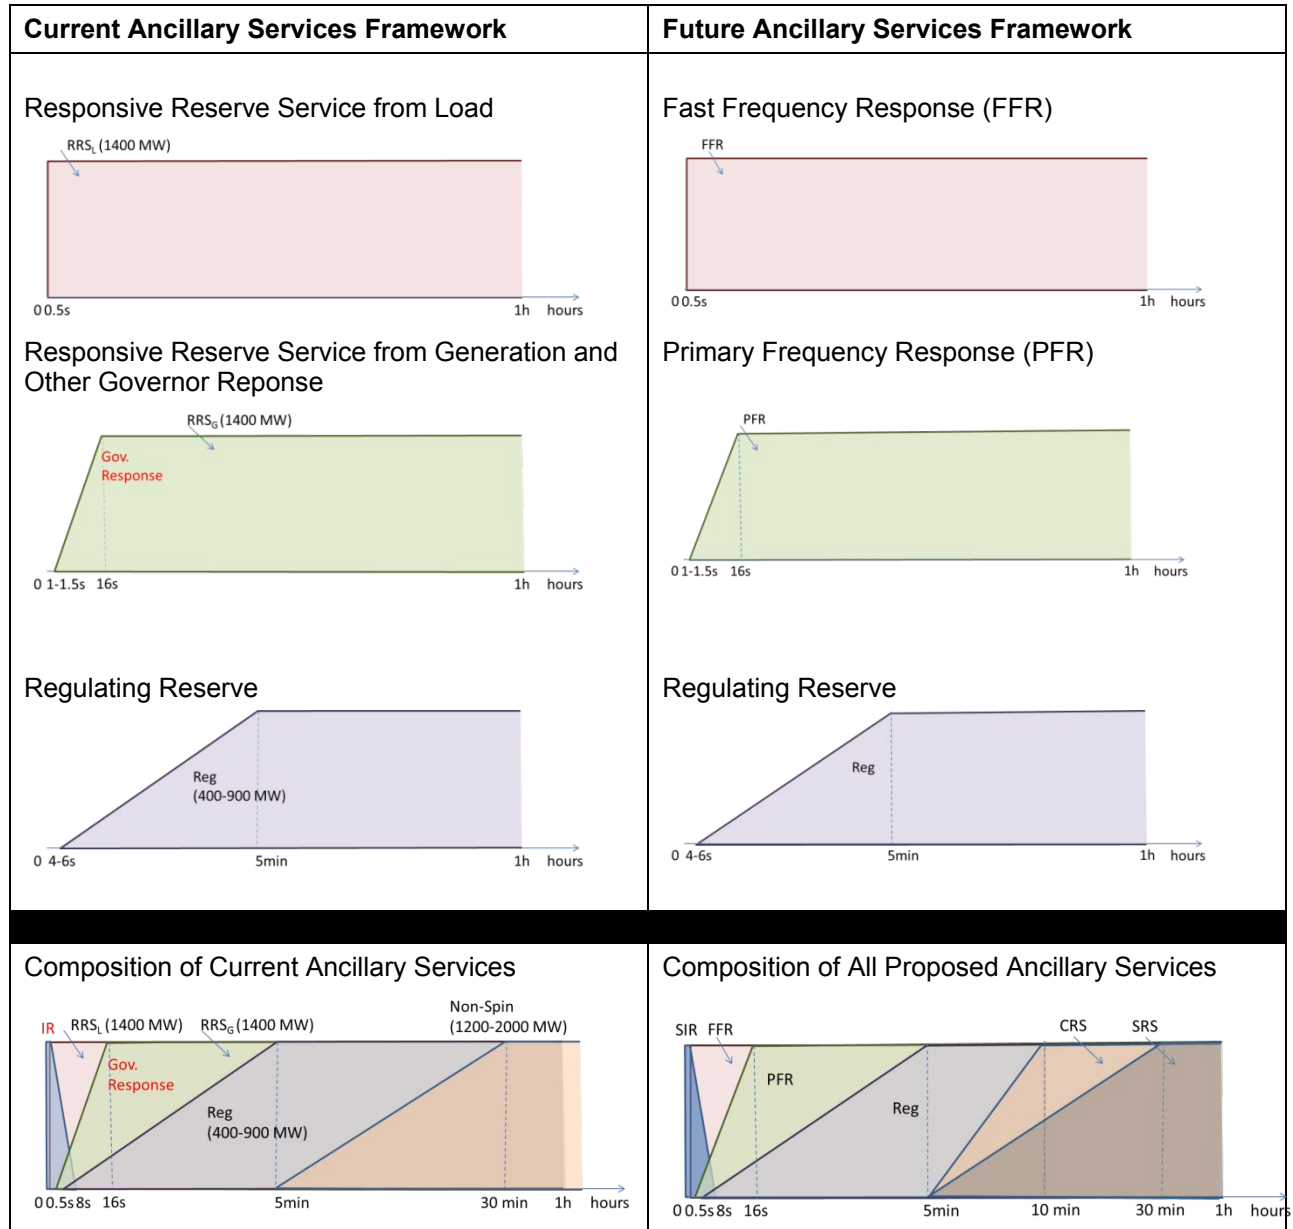 Current Ancillary Services Framework
Future Ancillary Services Framework
Responsive Reserve Service from Load
RRSL (1400 MW)
0 0.5s 1h hours
Fast Frequency Response (FFR)
FFR
0 0.5s 1h hours
Responsive Reserve Service from Generation and
Other Governor Reponse
RRSG (1400 MW)
Gov.
Response
0 1-1.5s 16s 1h hours
Primary Frequency Response (PFR)
PFR
0 1-1.5s 16s 1h hours
Regulating Reserve
Reg
(400-900 MW)
0 4-6s 5min 1h hours
Regulating Reserve
Reg
0 4-6s 5min 1h hours
Composition of Current Ancillary Services
Non-Spin
IR RRSL (1400 MW) RRSG (1400 MW) (1200-2000 MW)
Gov.
Response
Reg
(400-900 MW)
0 0.5s 8s 16s 5min 30 min 1h hours
Composition of All Proposed Ancillary Services
SIR FFR CRS SRS
PFR
Reg
0 0.5s 8s 16s 5min 10 min 30 min 1h hours